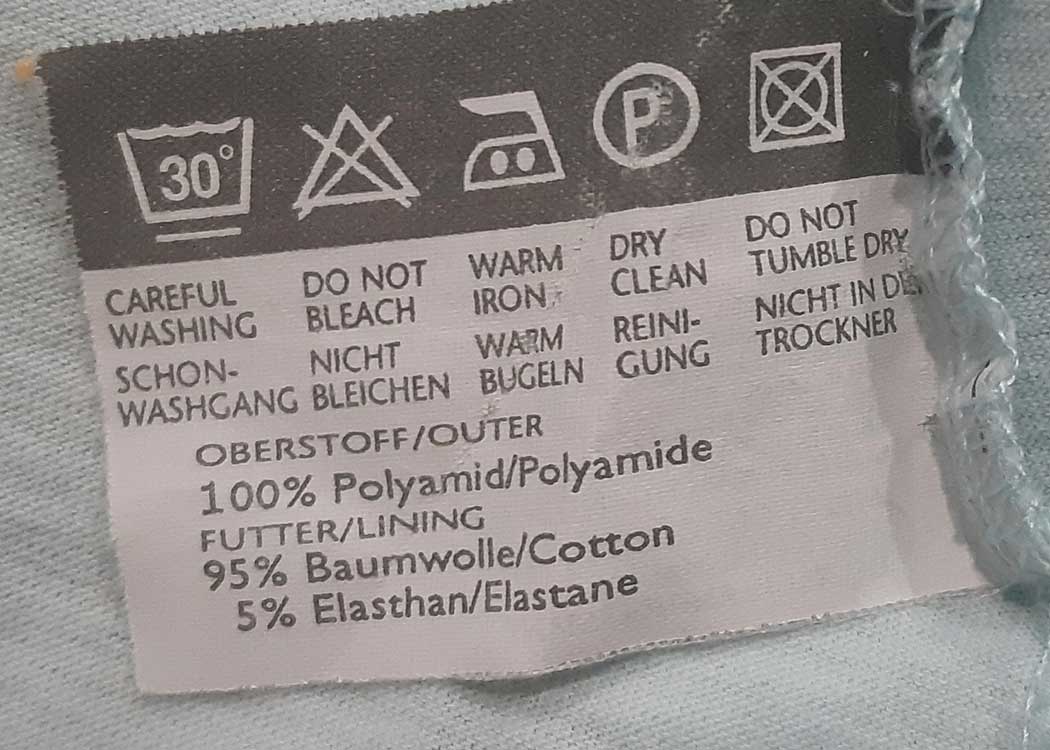 30°
P
CAREFUL WASHING
DO NOT BLEACH
WARM IRON
DRY CLEAN
DO NOT TUMBLE DRY
SCHON-
WASHGANG
NICHT BLEICHEN
WARM BUGELN
REINI-
GUNG
NICHT IN
TROCKNER
OBERSTOFF/OUTER
100% Polyamid/Polyamide
FUTTER/LINING
95% Baumwolle/Cotton
5% Elasthan/Elastane